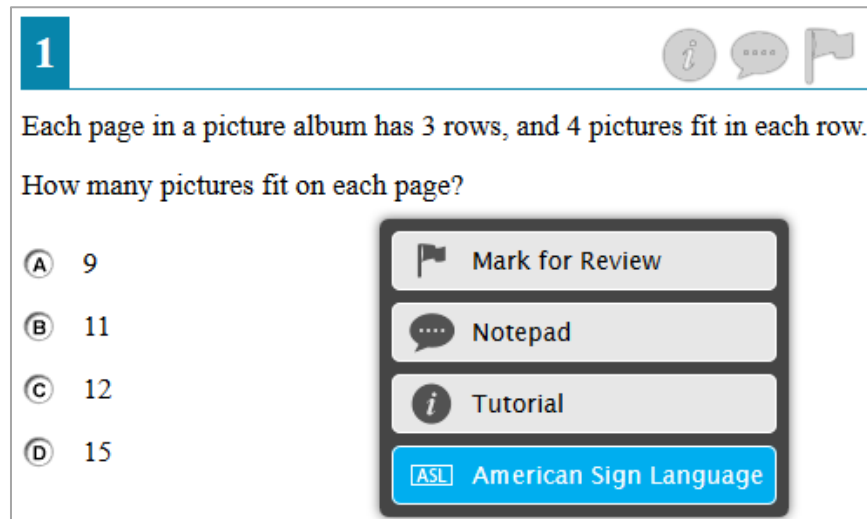 1
Each page in a picture album has 3 rows, and 4 pictures fit in each row.
How many pictures fit on each page?
A 9
B 11
C 12
D 15
Mark for Review
Notepad
i Tutorial
ASL American Sign Language